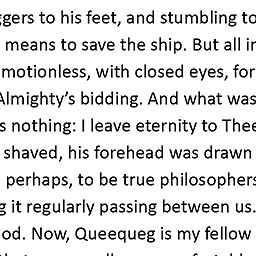 ggers to his feet, and stumbling to
means to save the ship. But all in
motionless, with closed eyes, for
Almighty’s bidding. And what was
s nothing: I leave eternity to Thee
shaved, his forehead was drawn
perhaps, to be true philosophers
g it regularly passing between us.
od. Now, Queequeg is my fellow